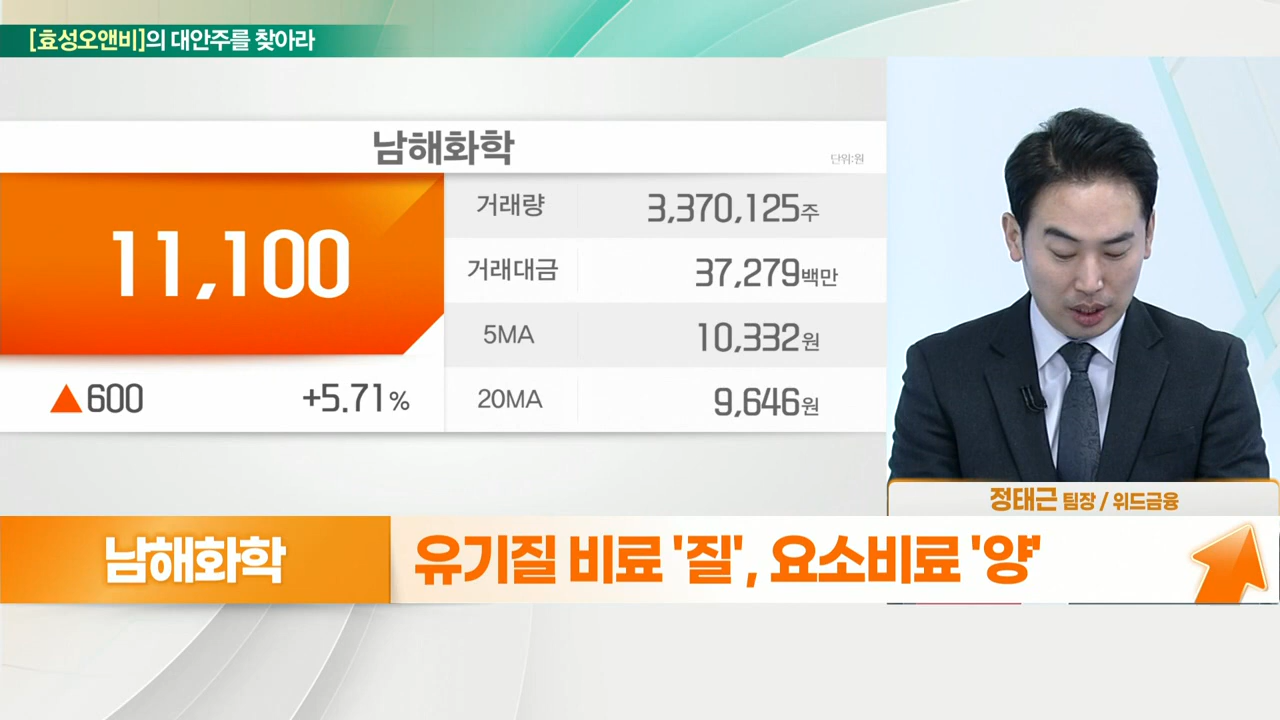 [효성오앤비]의 대안주를 찾아라
남해화학
단위:원
11,100
▲600 +5.71%
거래량 3,370,125주
거래대금 37,279백만
5MA 10,332원
20MA 9,646원
정태근 팀장 / 위드금융
남해화학
유기질 비료 '질', 요소비료 '양'